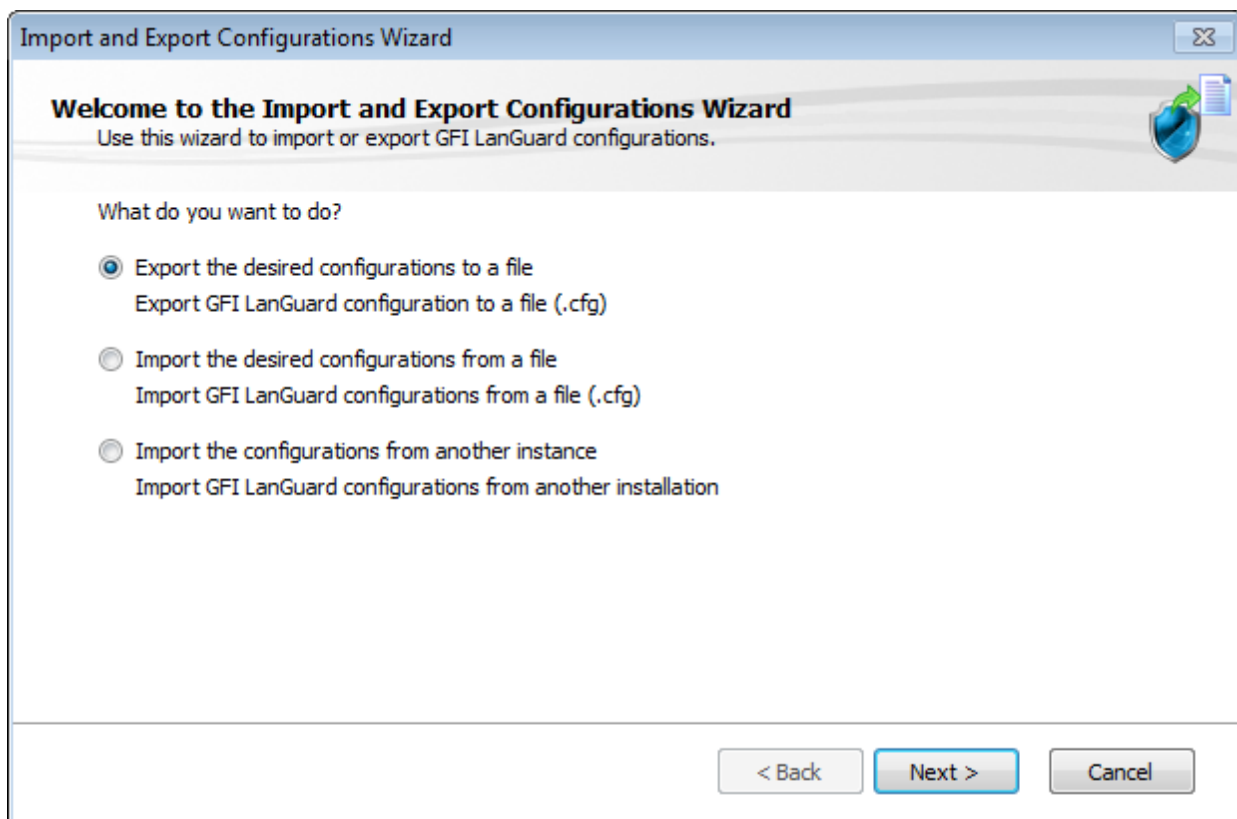 Import and Export Configurations Wizard
Welcome to the Import and Export Configurations Wizard
Use this wizard to import or export GFI LanGuard configurations.
What do you want to do?
Export the desired configurations to a file
Export GFI LanGuard configuration to a file (.cfg)
Import the desired configurations from a file
Import GFI LanGuard configurations from a file (.cfg)
Import the configurations from another instance
Import GFI LanGuard configurations from another installation
< Back Next > Cancel